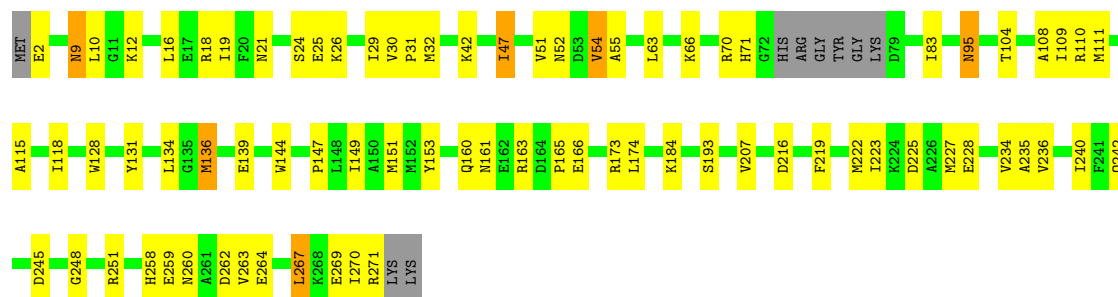 MET E2 N9 L10 G11 K12 L16 E17 R18 I19 F20 N21 S24 E25 K26 I29 V30 P31 M32 K42 I47 V51 N52 D53 V54 A55 L63 K66 R70 H71 G72 HIS ARG GLY TYR GLY LYS D79 I83 N95 T104 A108 I109 R110 M111
A115 I118 W128 Y131 L134 G135 M136 E139 W144 P147 L148 I149 A150 M151 M152 Y153 Q160 N161 E162 R163 D164 P165 E166 R173 L174 K184 S193 V207 D216 F219 M222 I223 K224 D225 A226 M227 E228 V234 A235 V236 I240 F241
D245 G248 R251 H258 E259 N260 A261 D262 V263 E264 L267 K268 E269 I270 R271 LYS LYS